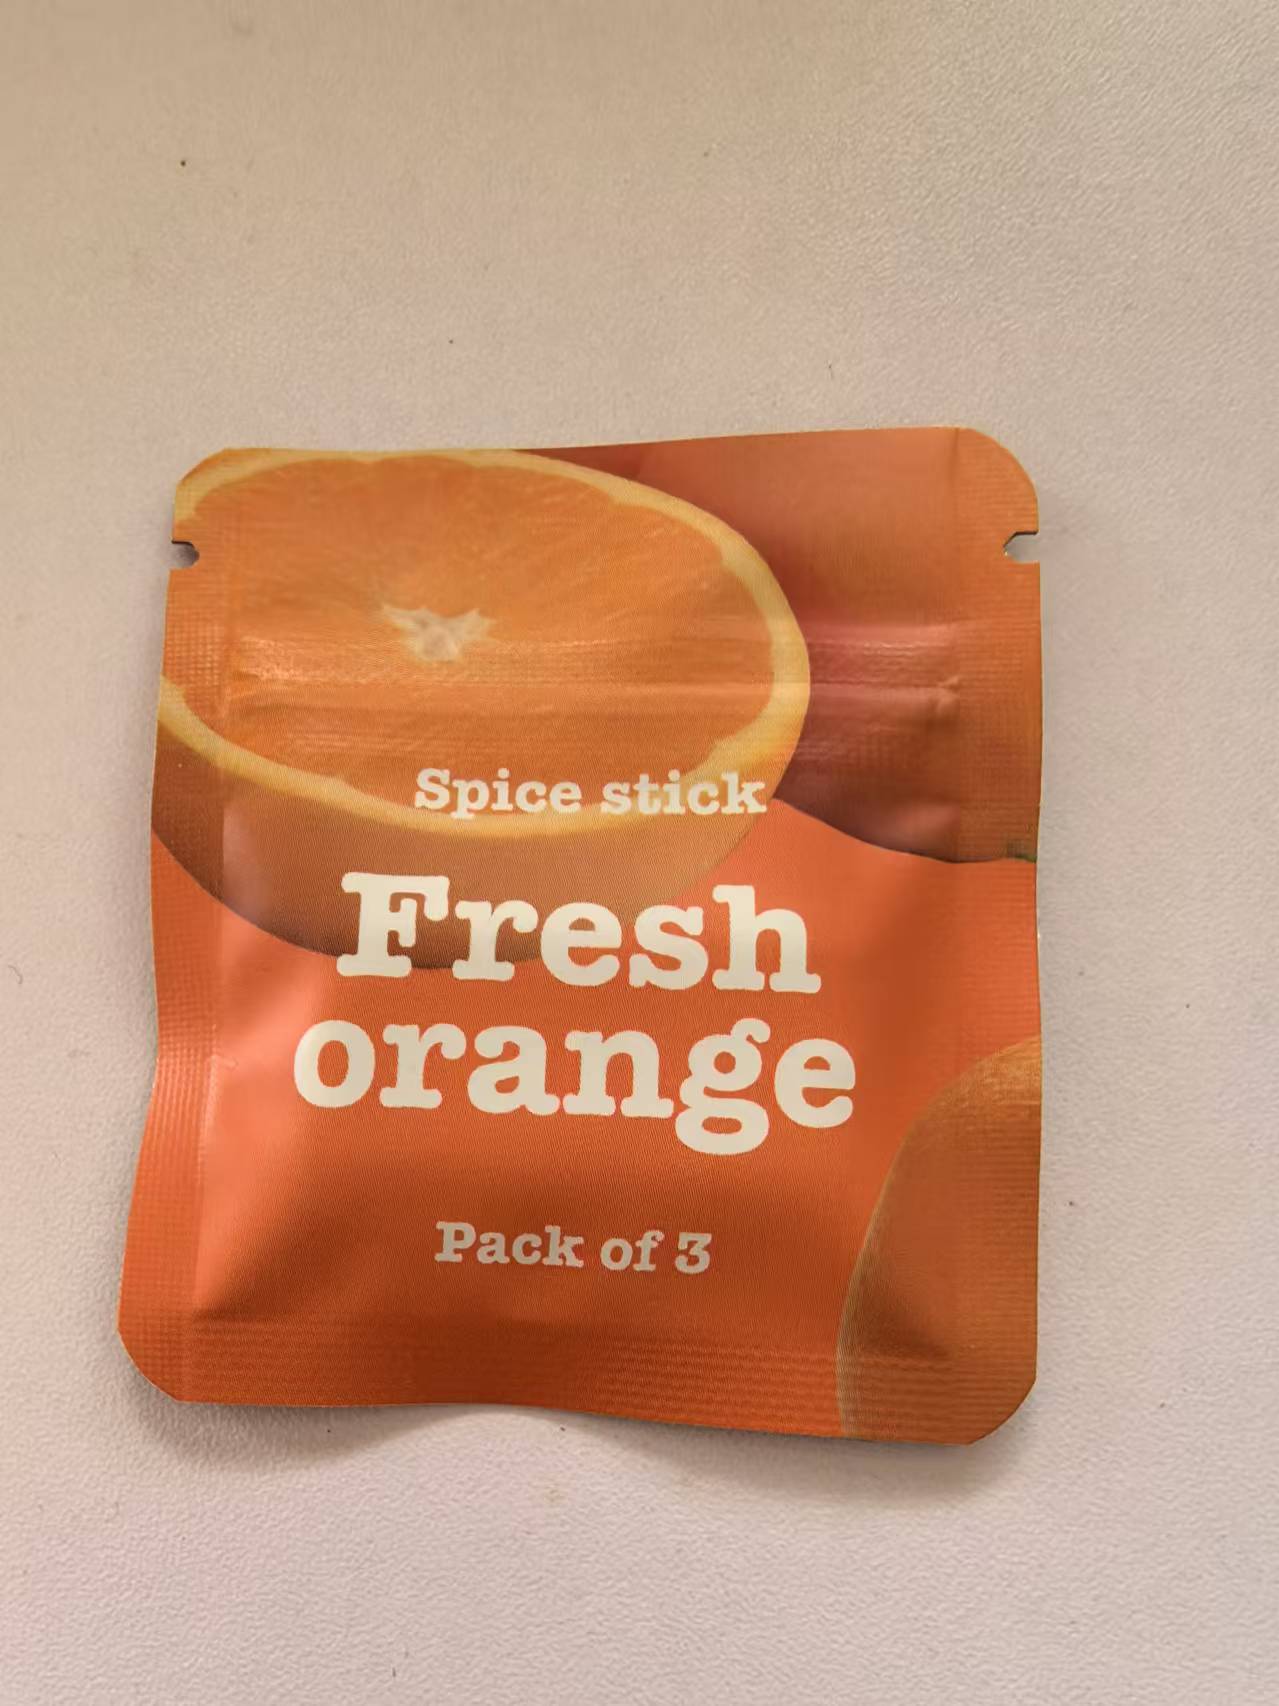 Spice stick
Fresh
orange
Pack of 3